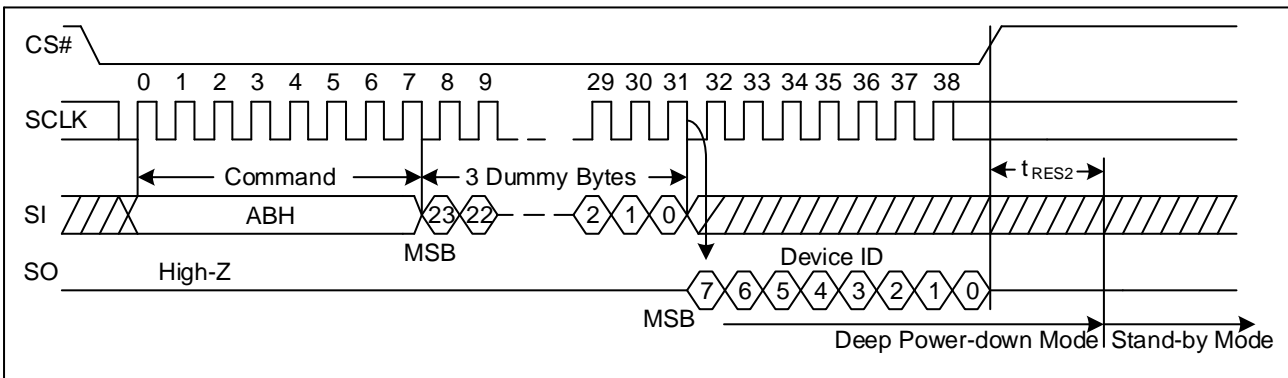 CS#
0 1 2 3 4 5 6 7 8 9 29 30 31 32 33 34 35 36 37 38
SCLK
Command 3 Dummy Bytes tRES2
SI ABH 23 22 2 1 0
MSB
SO High-Z Device ID
7 6 5 4 3 2 1 0
MSB
Deep Power-down Mode Stand-by Mode